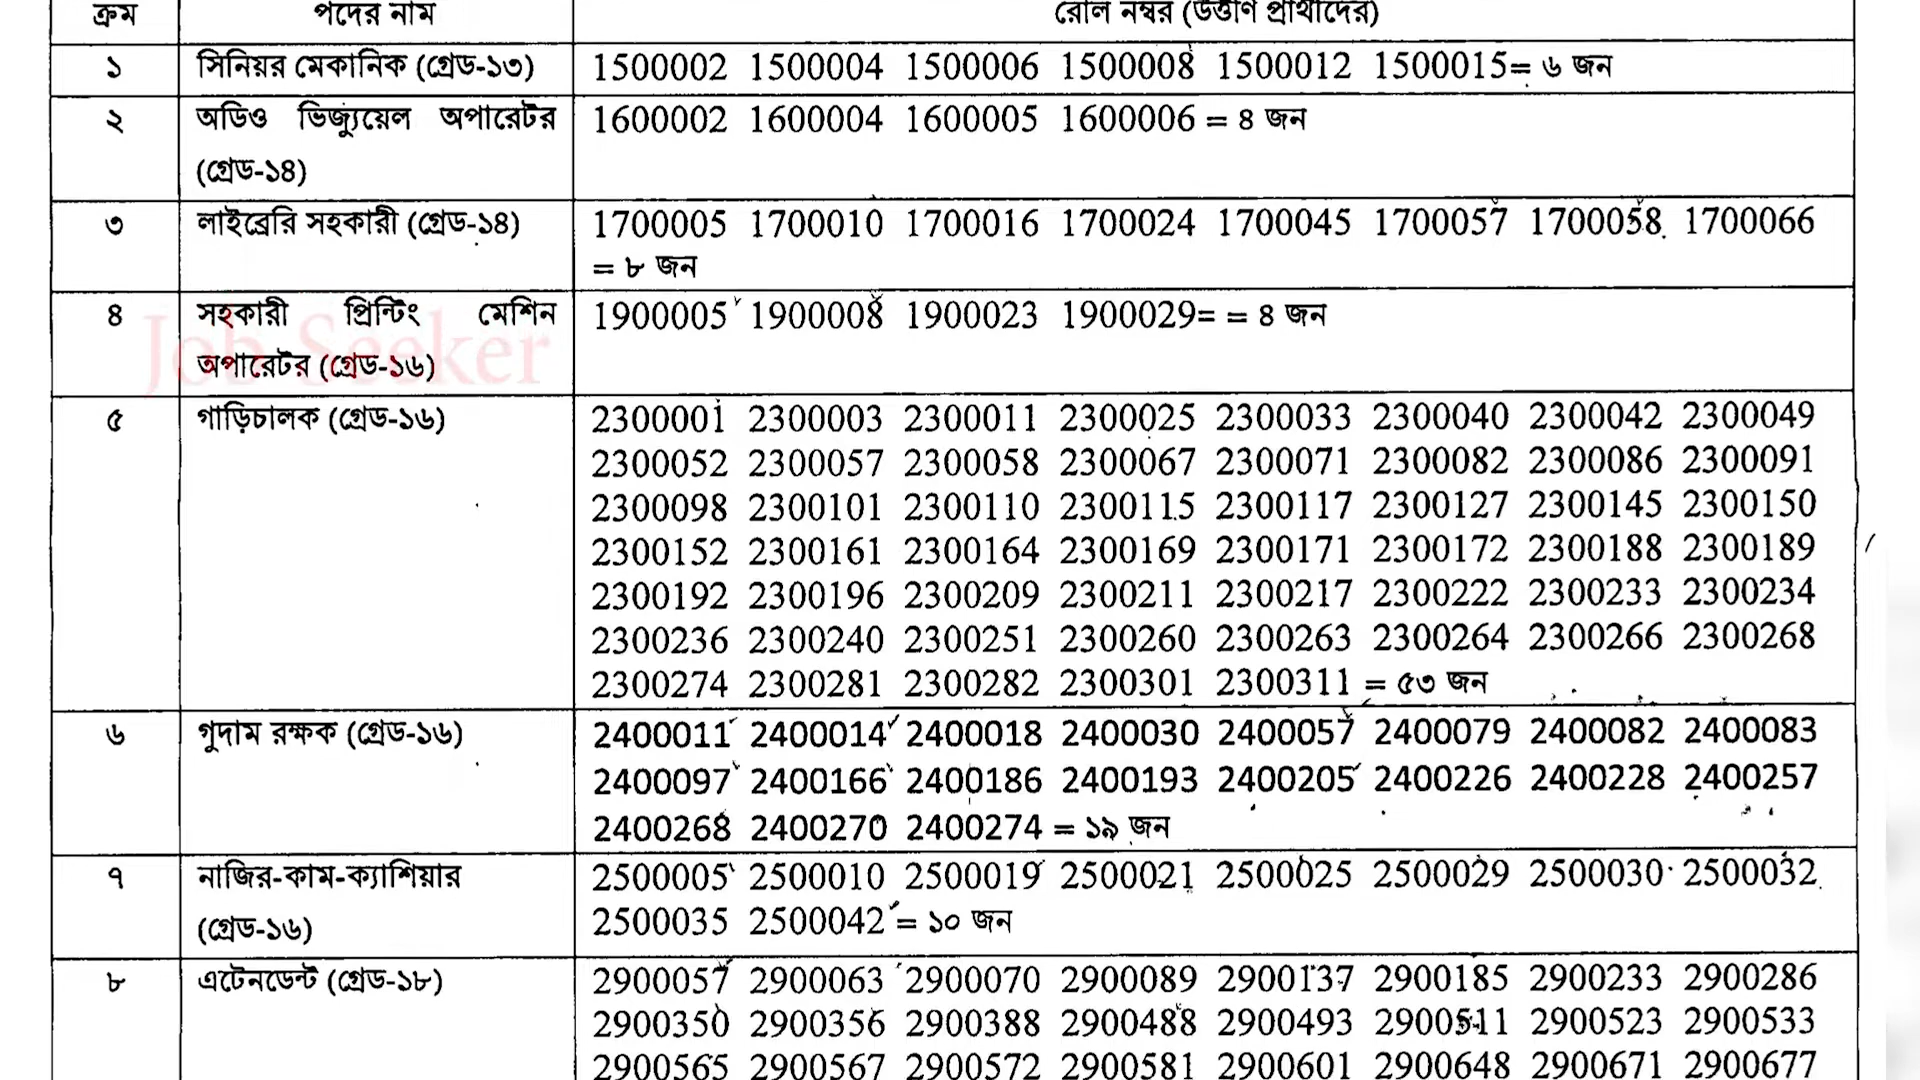 ক্রম পদের নাম রোল নম্বর (উত্তীর্ণ প্রার্থীদের)
১ সিনিয়র মেকানিক (গ্রেড-১৩) 1500002 1500004 1500006 1500008 1500012 1500015= ৬ জন
২ অডিও ভিজ্যুয়েল অপারেটর 1600002 1600004 1600005 1600006 = ৪ জন
(গ্রেড-১৪)
৩ লাইব্রেরি সহকারী (গ্রেড-১৪) 1700005 1700010 1700016 1700024 1700045 1700057 1700058 1700066
= ৮ জন
৪ সহকারী প্রিন্টিং মেশিন 1900005 1900008 1900023 1900029= = ৪ জন
অপারেটর (গ্রেড-১৬)
Job Seeker
৫ গাড়িচালক (গ্রেড-১৬) 2300001 2300003 2300011 2300025 2300033 2300040 2300042 2300049
2300052 2300057 2300058 2300067 2300071 2300082 2300086 2300091
2300098 2300101 2300110 2300115 2300117 2300127 2300145 2300150
2300152 2300161 2300164 2300169 2300171 2300172 2300188 2300189
2300192 2300196 2300209 2300211 2300217 2300222 2300233 2300234
2300236 2300240 2300251 2300260 2300263 2300264 2300266 2300268
2300274 2300281 2300282 2300301 2300311 = ৫৩ জন
৬ গুদাম রক্ষক (গ্রেড-১৬) 2400011 2400014 2400018 2400030 2400057 2400079 2400082 2400083
2400097 2400166 2400186 2400193 2400205 2400226 2400228 2400257
2400268 2400270 2400274 = ১৯ জন
৭ নাজির-কাম-ক্যাশিয়ার 2500005 2500010 2500019 2500021 2500025 2500029 2500030 2500032
(গ্রেড-১৬) 2500035 2500042 = ১০ জন
৮ এটেনডেন্ট (গ্রেড-১৮) 2900057 2900063 2900070 2900089 2900137 2900185 2900233 2900286
2900350 2900356 2900388 2900488 2900493 2900511 2900523 2900533
2900565 2900567 2900572 2900581 2900601 2900648 2900671 2900677